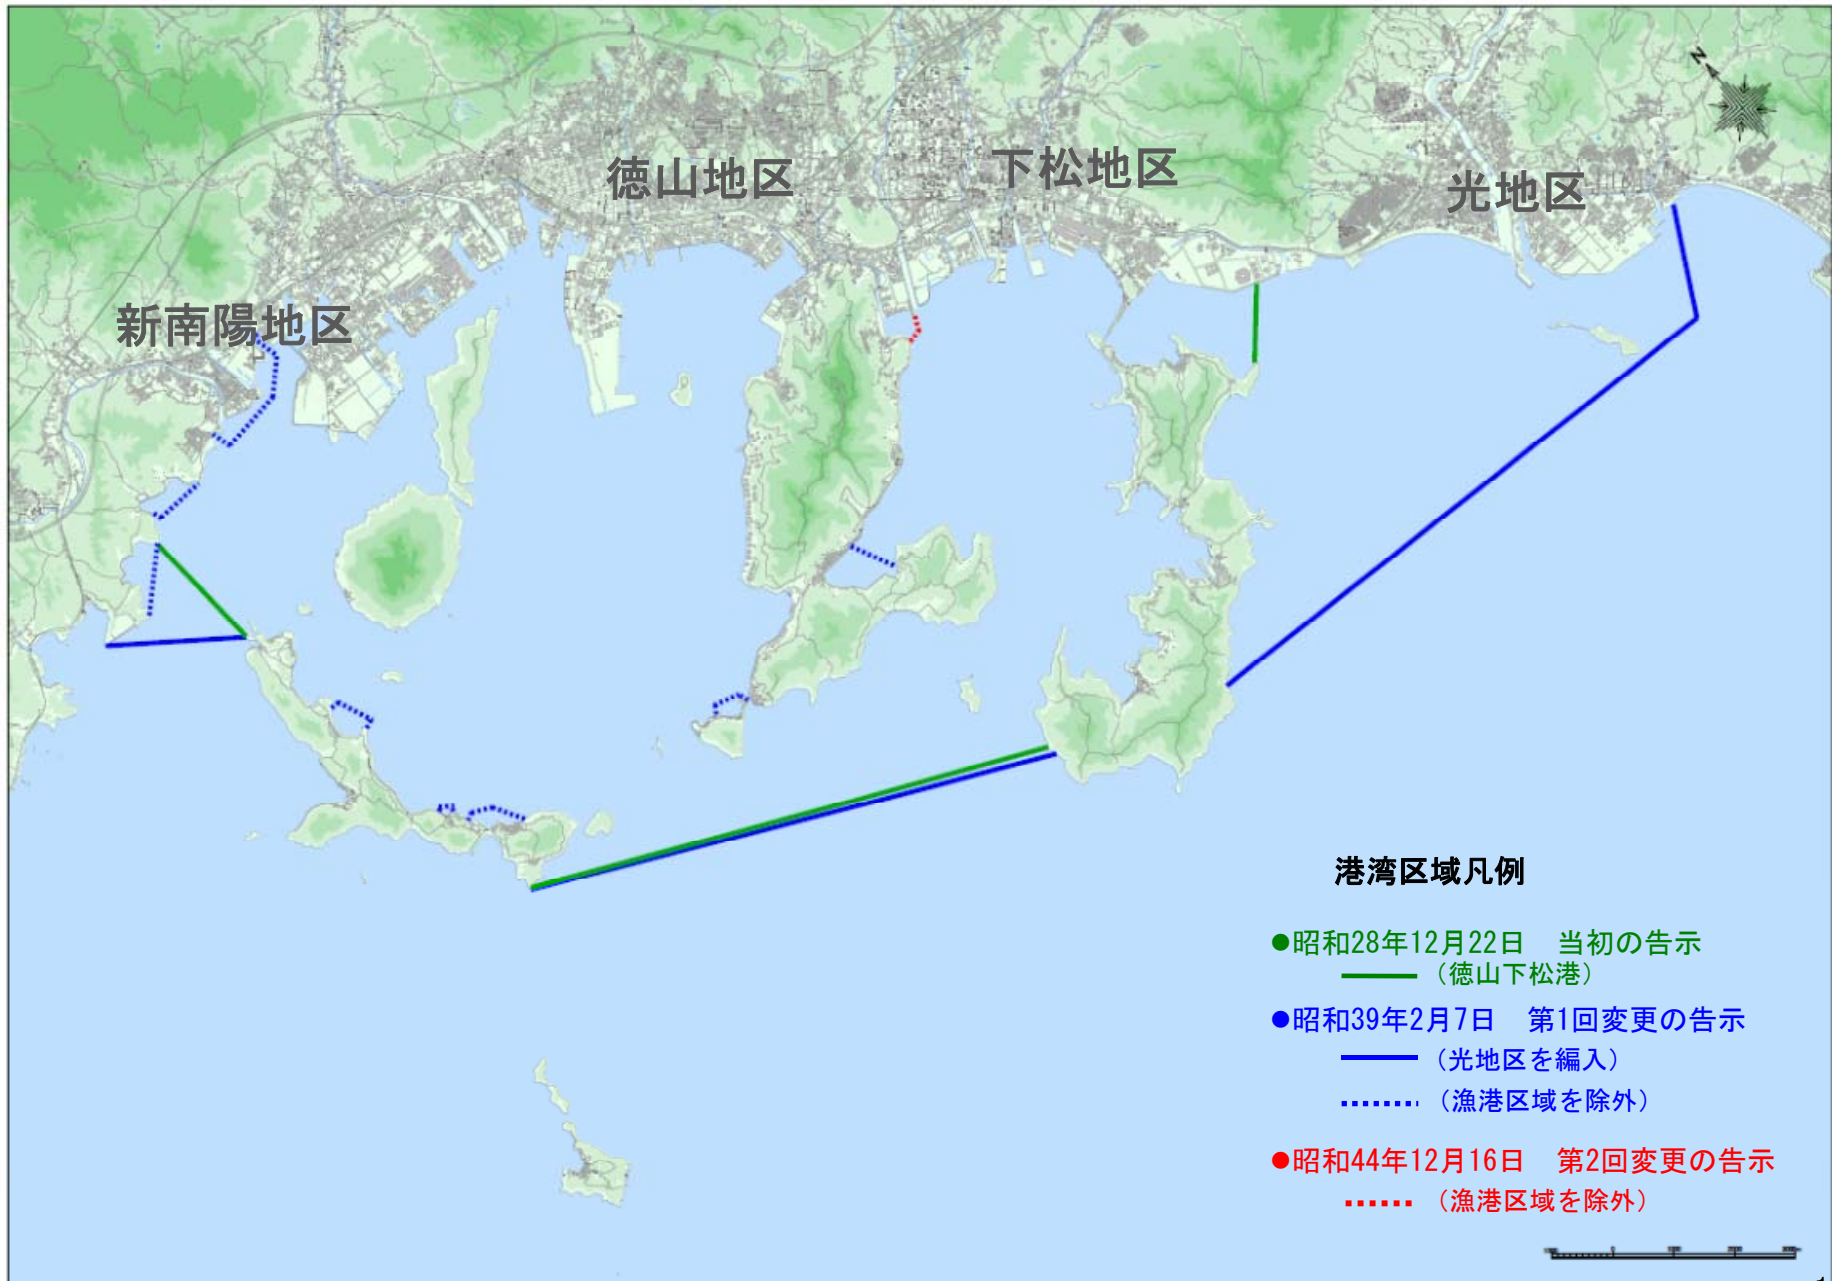 N
徳山地区
下松地区
光地区
新南陽地区
港湾区域凡例
●昭和28年12月22日　当初の告示
（徳山下松港）
●昭和39年2月7日　第1回変更の告示
（光地区を編入）
（漁港区域を除外）
●昭和44年12月16日　第2回変更の告示
（漁港区域を除外）